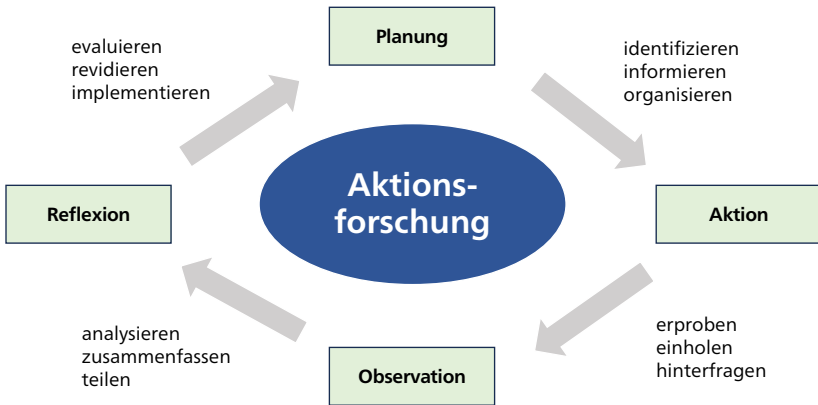 Planung
evaluieren
revidieren
implementieren
identifizieren
informieren
organisieren
Aktions-
forschung
Reflexion
Aktion
analysieren
zusammenfassen
teilen
Observation
erproben
einholen
hinterfragen